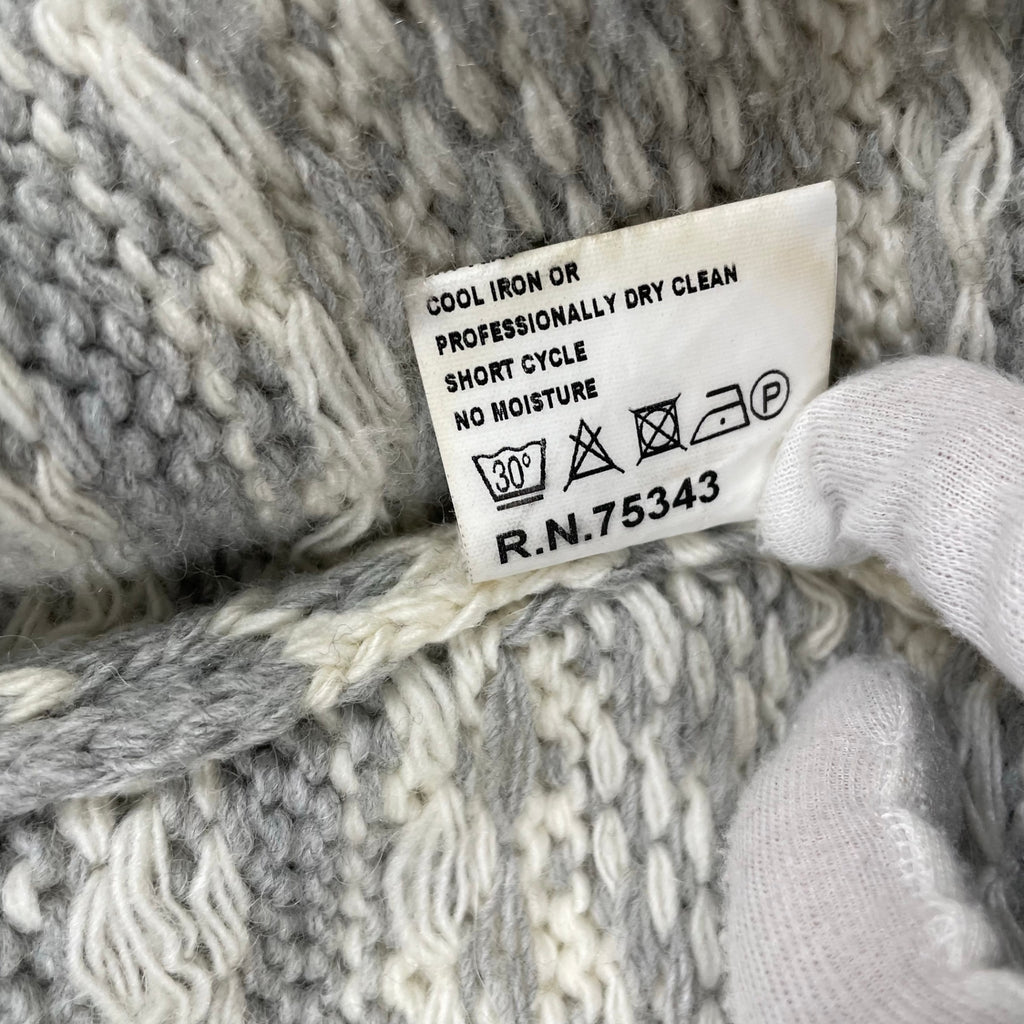 COOL IRON OR
PROFESSIONALLY DRY CLEAN
SHORT CYCLE
NO MOISTURE
30° P
R.N.75343